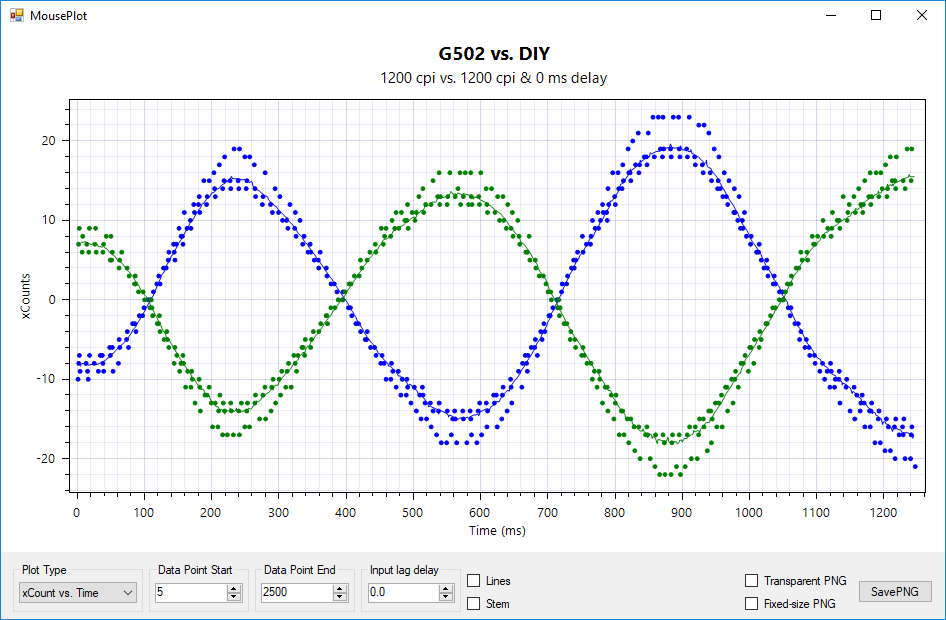 MousePlot
G502 vs. DIY
1200 cpi vs. 1200 cpi & 0 ms delay
xCounts
20
10
0
-10
-20
0 100 200 300 400 500 600 700 800 900 1000 1100 1200
Time (ms)
Plot Type Data Point Start Data Point End Input lag delay
xCount vs. Time 5 2500 0.0
Lines
Stem
Transparent PNG
Fixed-size PNG
SavePNG